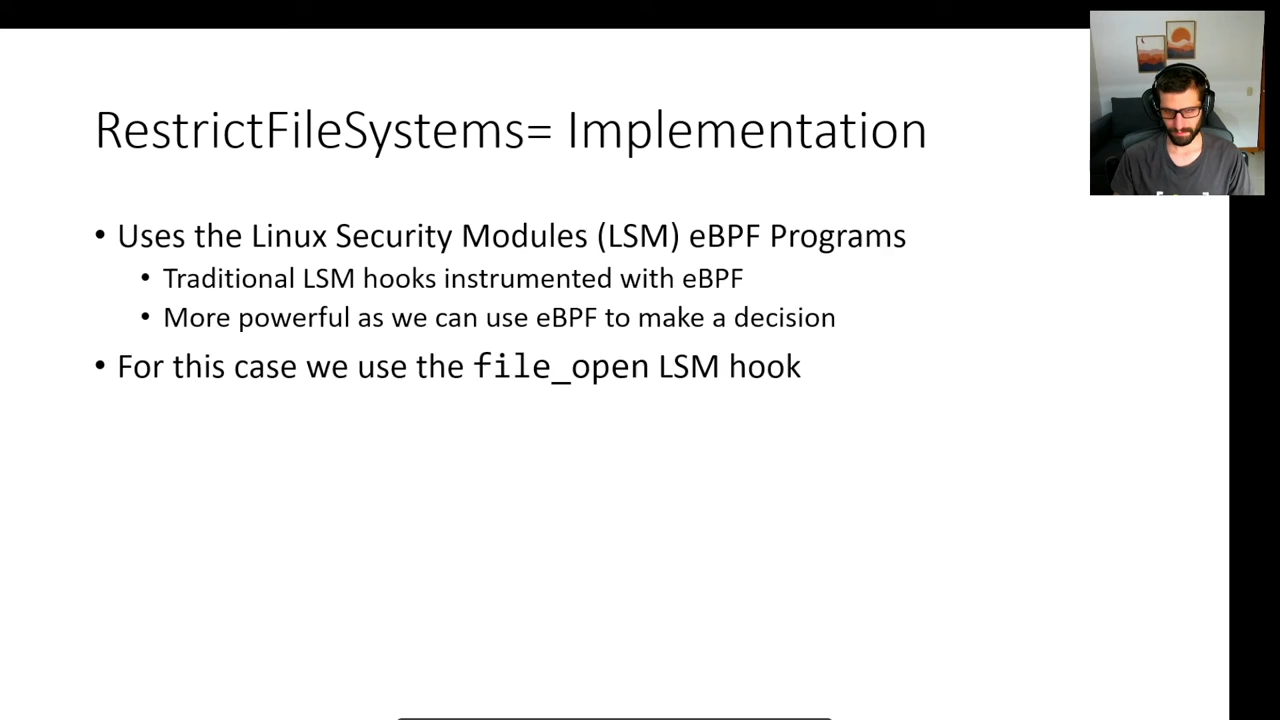 RestrictFileSystems= Implementation
• Uses the Linux Security Modules (LSM) eBPF Programs
• Traditional LSM hooks instrumented with eBPF
• More powerful as we can use eBPF to make a decision
• For this case we use the file_open LSM hook